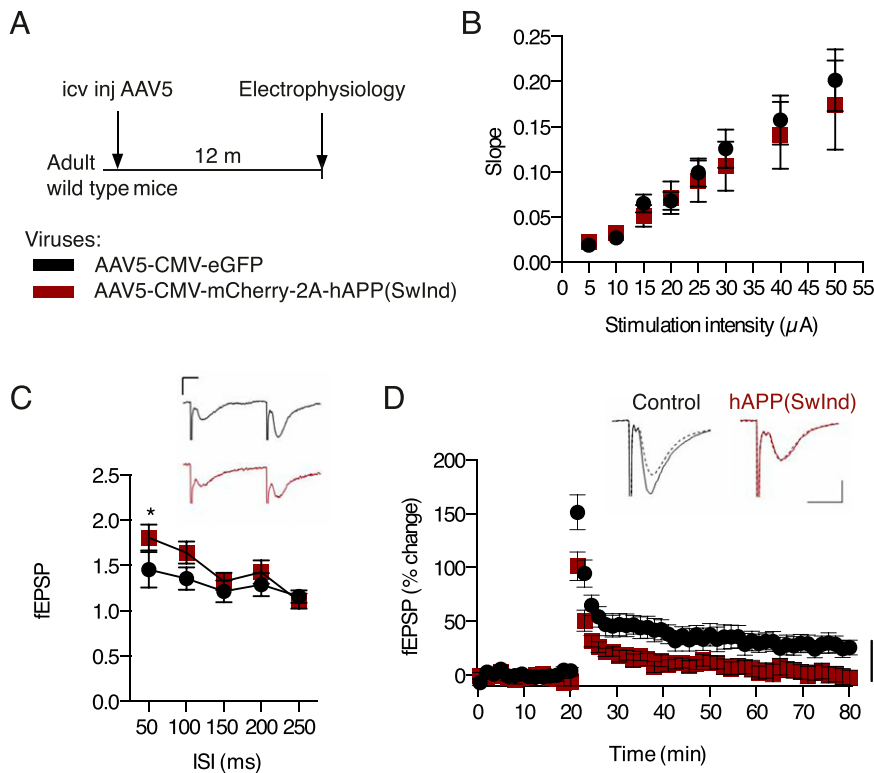 A
icv inj AAV5
Electrophysiology
12 m
Adult
wild type mice
Viruses:
AAV5-CMV-eGFP
AAV5-CMV-mCherry-2A-hAPP(SwInd)
B
0.25
0.20
0.15
0.10
0.05
0.00
Slope
0 5 10 15 20 25 30 35 40 45 50 55
Stimulation intensity (µA)
C
2.5
2.0
1.5
1.0
1.5
0.0
fEPSP
*
50 100 150 200 250
ISI (ms)
D
Control
hAPP(SwInd)
200
150
100
50
0
fEPSP (% change)
0 10 20 30 40 50 60 70 80
Time (min)